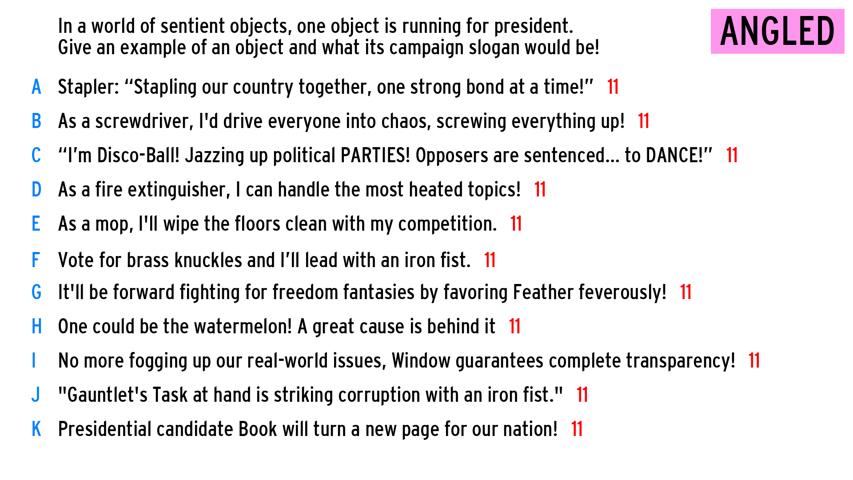 In a world of sentient objects, one object is running for president.
Give an example of an object and what its campaign slogan would be!
ANGLED
A Stapler: “Stapling our country together, one strong bond at a time!” 11
B As a screwdriver, I'd drive everyone into chaos, screwing everything up! 11
C “I’m Disco-Ball! Jazzing up political PARTIES! Opposers are sentenced... to DANCE!” 11
D As a fire extinguisher, I can handle the most heated topics! 11
E As a mop, I'll wipe the floors clean with my competition. 11
F Vote for brass knuckles and I’ll lead with an iron fist. 11
G It'll be forward fighting for freedom fantasies by favoring Feather feverously! 11
H One could be the watermelon! A great cause is behind it 11
I No more fogging up our real-world issues, Window guarantees complete transparency! 11
J "Gauntlet's Task at hand is striking corruption with an iron fist." 11
K Presidential candidate Book will turn a new page for our nation! 11